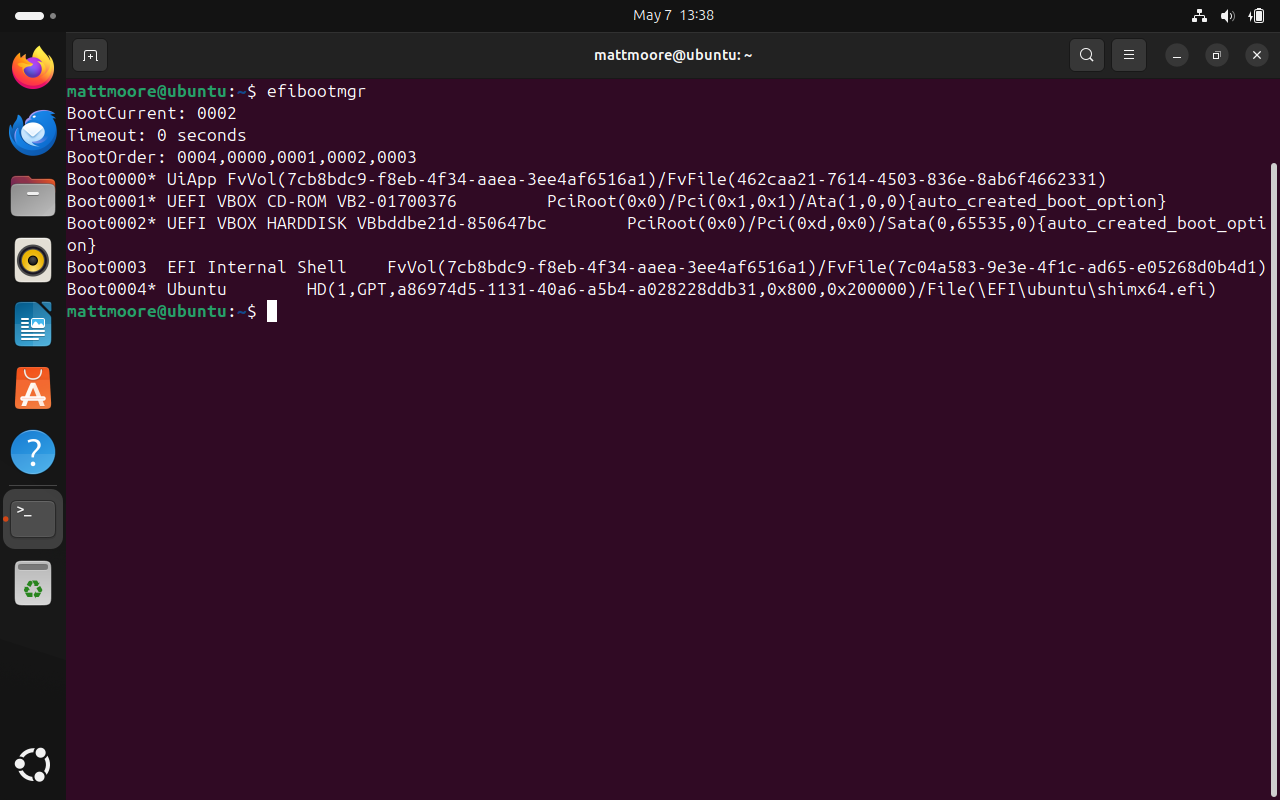 May 7 13:38
mattmoore@ubuntu: ~
mattmoore@ubuntu:~$ efibootmgr
BootCurrent: 0002
Timeout: 0 seconds
BootOrder: 0004,0000,0001,0002,0003
Boot0000* UiApp FvVol(7cb8bdc9-f8eb-4f34-aaea-3ee4af6516a1)/FvFile(462caa21-7614-4503-836e-8ab6f4662331)
Boot0001* UEFI VBOX CD-ROM VB2-01700376         PciRoot(0x0)/Pci(0x1,0x1)/Ata(1,0,0){auto_created_boot_option}
Boot0002* UEFI VBOX HARDDISK VBbddbe21d-850647bc        PciRoot(0x0)/Pci(0xd,0x0)/Sata(0,65535,0){auto_created_boot_opti
on}
Boot0003  EFI Internal Shell    FvVol(7cb8bdc9-f8eb-4f34-aaea-3ee4af6516a1)/FvFile(7c04a583-9e3e-4f1c-ad65-e05268d0b4d1)
Boot0004* Ubuntu        HD(1,GPT,a86974d5-1131-40a6-a5b4-a028228ddb31,0x800,0x200000)/File(\EFI\ubuntu\shimx64.efi)
mattmoore@ubuntu:~$